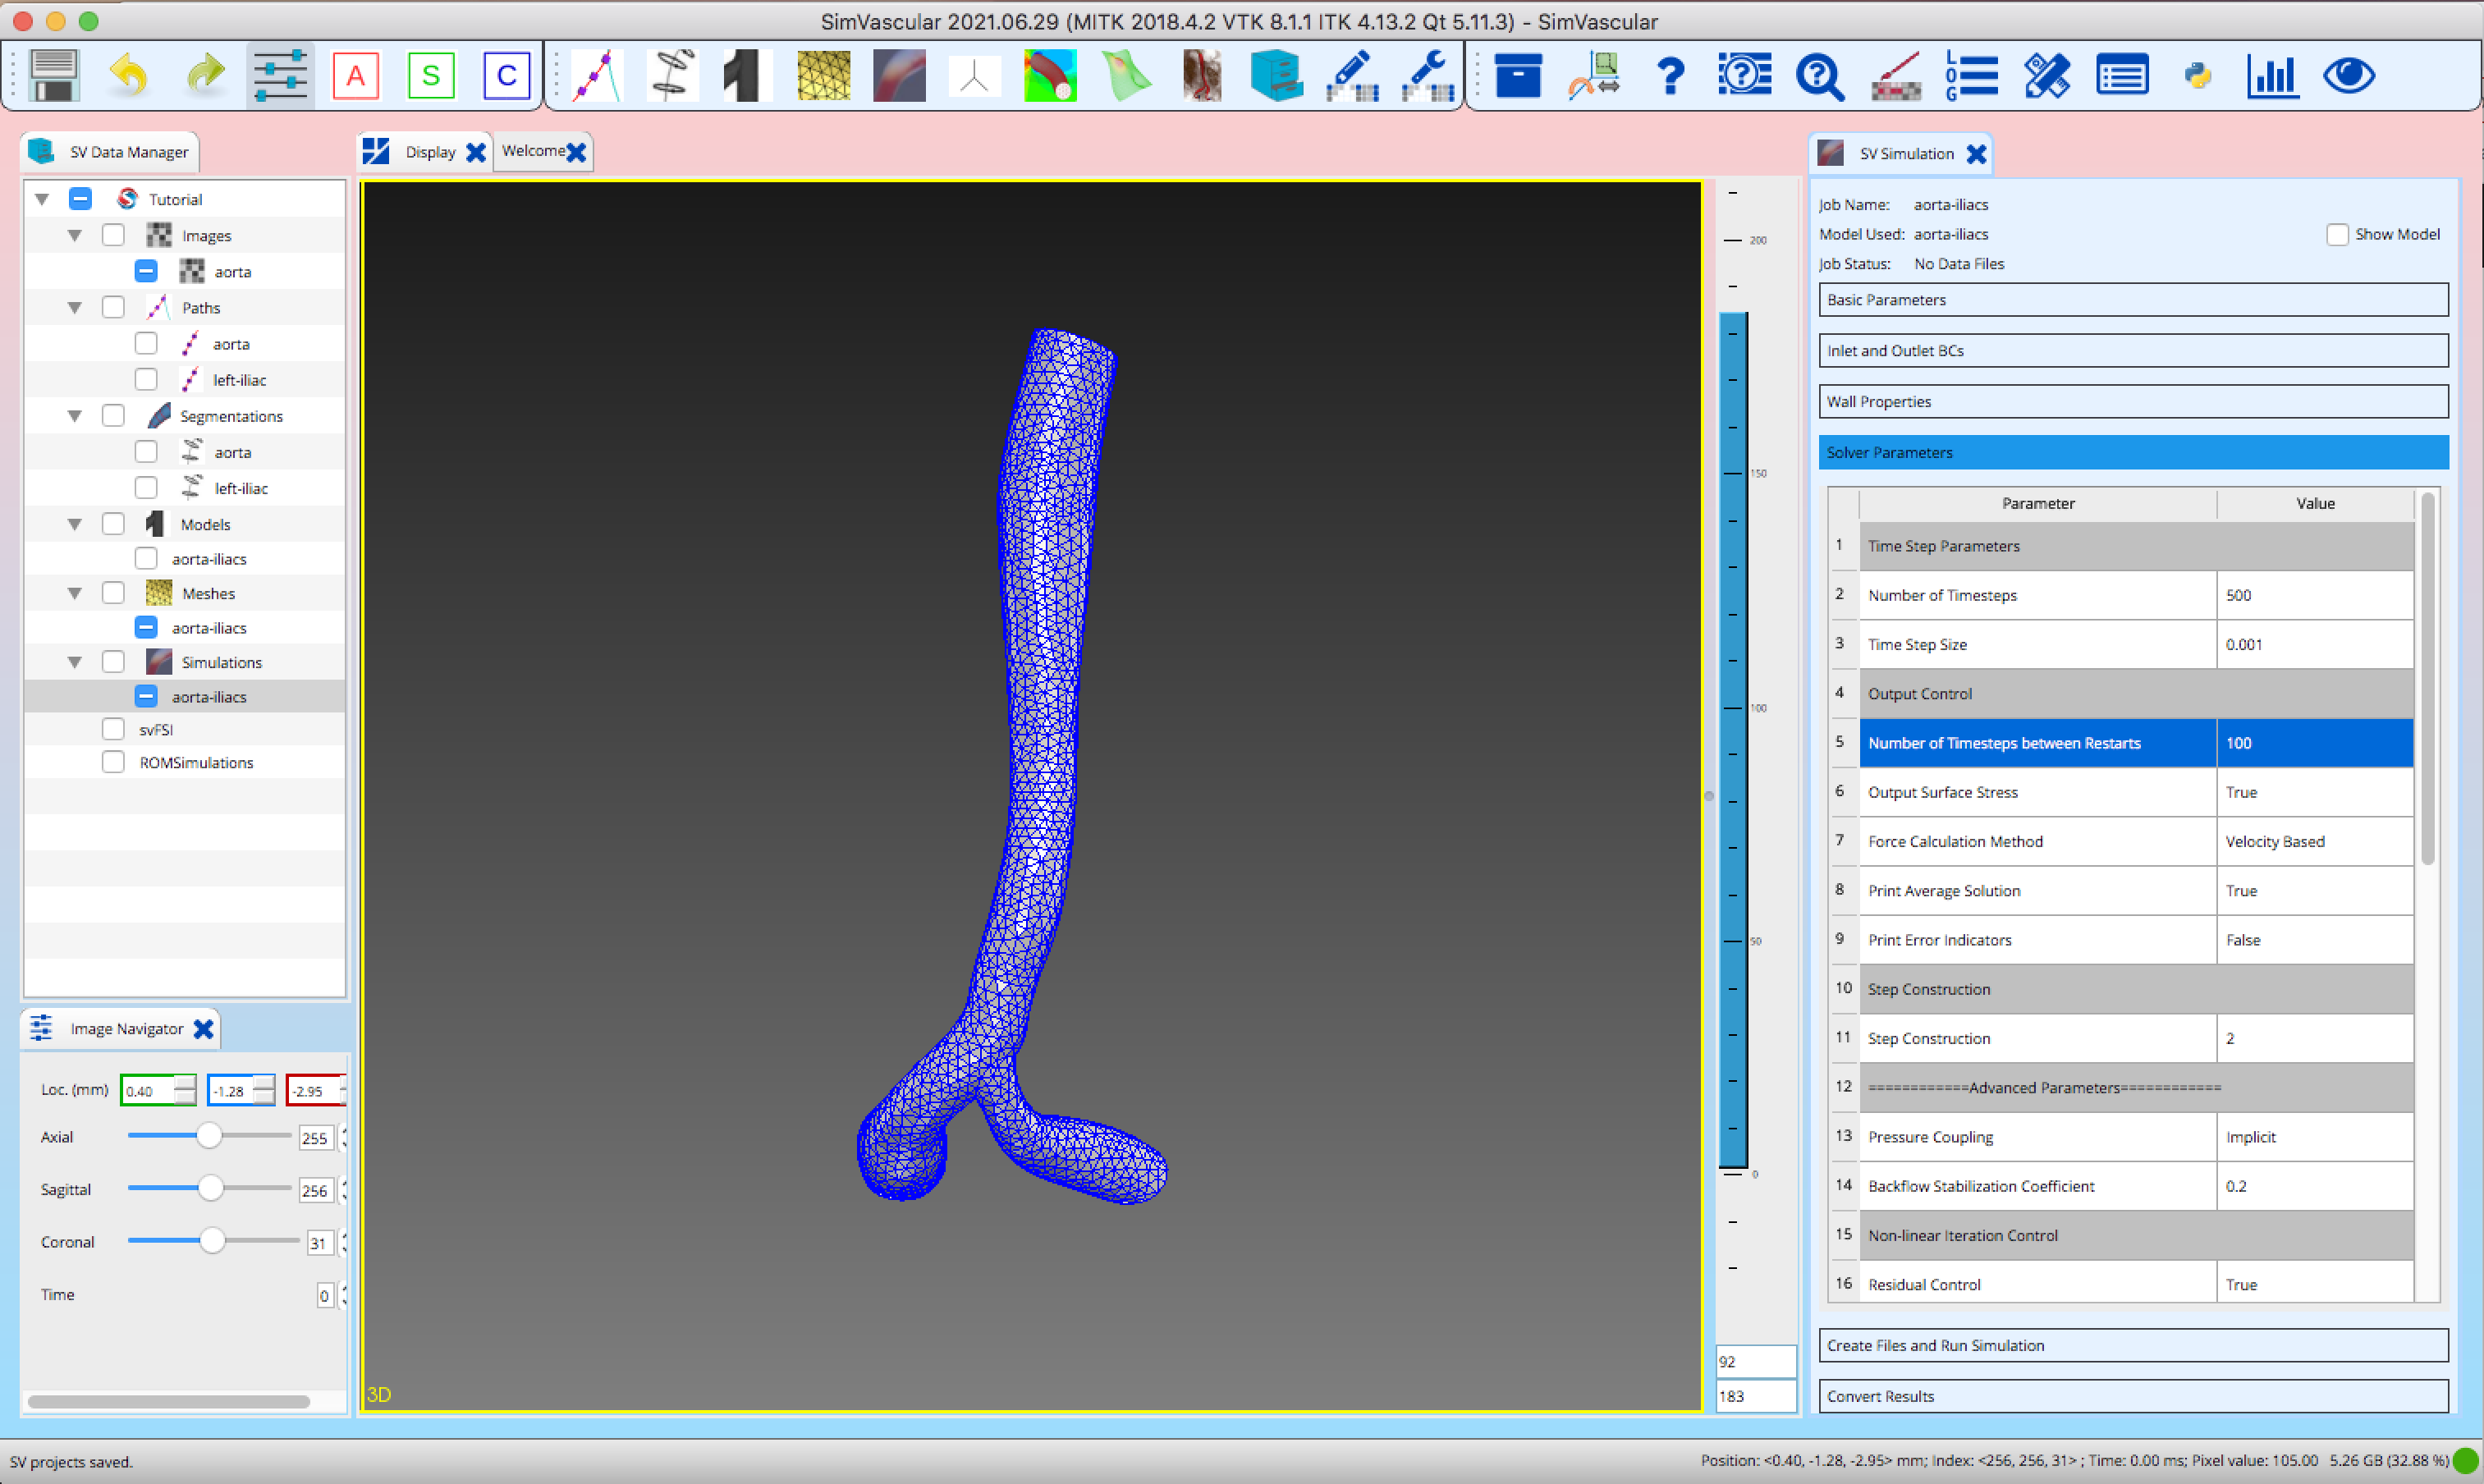 SimVascular 2021.06.29 (MITK 2018.4.2 VTK 8.1.1 ITK 4.13.2 Qt 5.11.3) - SimVascular
A S C
LOG
SV Data Manager
Tutorial
Images
aorta
Paths
aorta
left-iliac
Segmentations
aorta
left-iliac
Models
aorta-iliacs
Meshes
aorta-iliacs
Simulations
aorta-iliacs
svFSI
ROMSimulations
Image Navigator
Loc. (mm) 0.40 -1.28 -2.95
Axial 255
Sagittal 256
Coronal 31
Time 0
Display Welcome
3D
200
150
100
50
0
92
183
SV Simulation
Job Name: aorta-iliacs
Model Used: aorta-iliacs Show Model
Job Status: No Data Files
Basic Parameters
Inlet and Outlet BCs
Wall Properties
Solver Parameters
Parameter Value
1 Time Step Parameters
2 Number of Timesteps 500
3 Time Step Size 0.001
4 Output Control
5 Number of Timesteps between Restarts 100
6 Output Surface Stress True
7 Force Calculation Method Velocity Based
8 Print Average Solution True
9 Print Error Indicators False
10 Step Construction
11 Step Construction 2
12 ============Advanced Parameters============
13 Pressure Coupling Implicit
14 Backflow Stabilization Coefficient 0.2
15 Non-linear Iteration Control
16 Residual Control True
Create Files and Run Simulation
Convert Results
SV projects saved.
Position: <0.40, -1.28, -2.95> mm; Index: <256, 256, 31> ; Time: 0.00 ms; Pixel value: 105.00 5.26 GB (32.88 %)